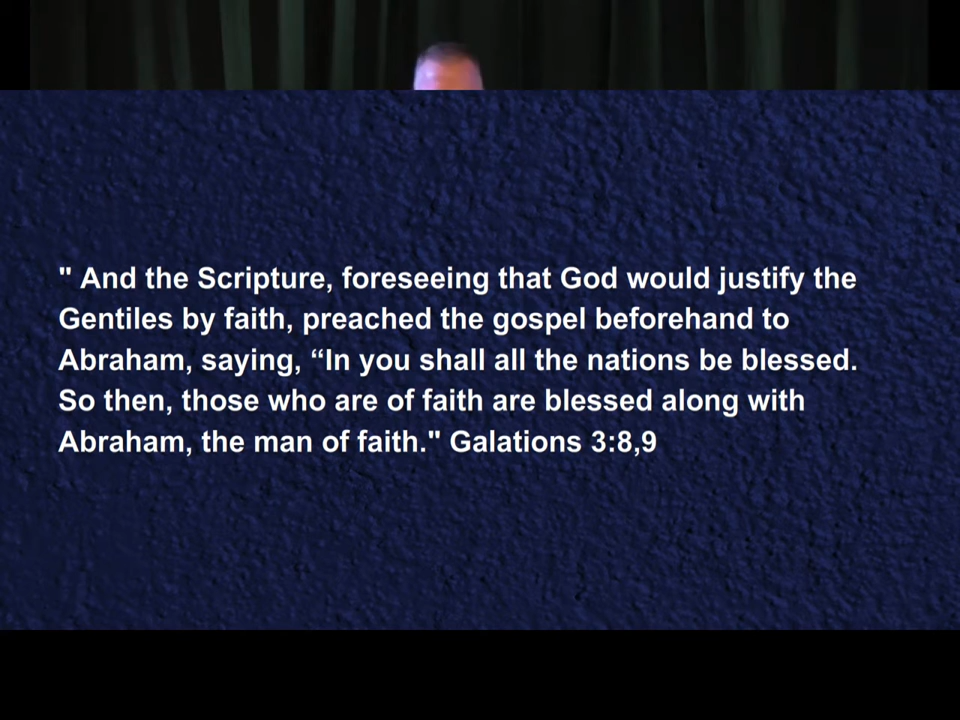 " And the Scripture, foreseeing that God would justify the
Gentiles by faith, preached the gospel beforehand to
Abraham, saying, “In you shall all the nations be blessed.
So then, those who are of faith are blessed along with
Abraham, the man of faith." Galations 3:8,9